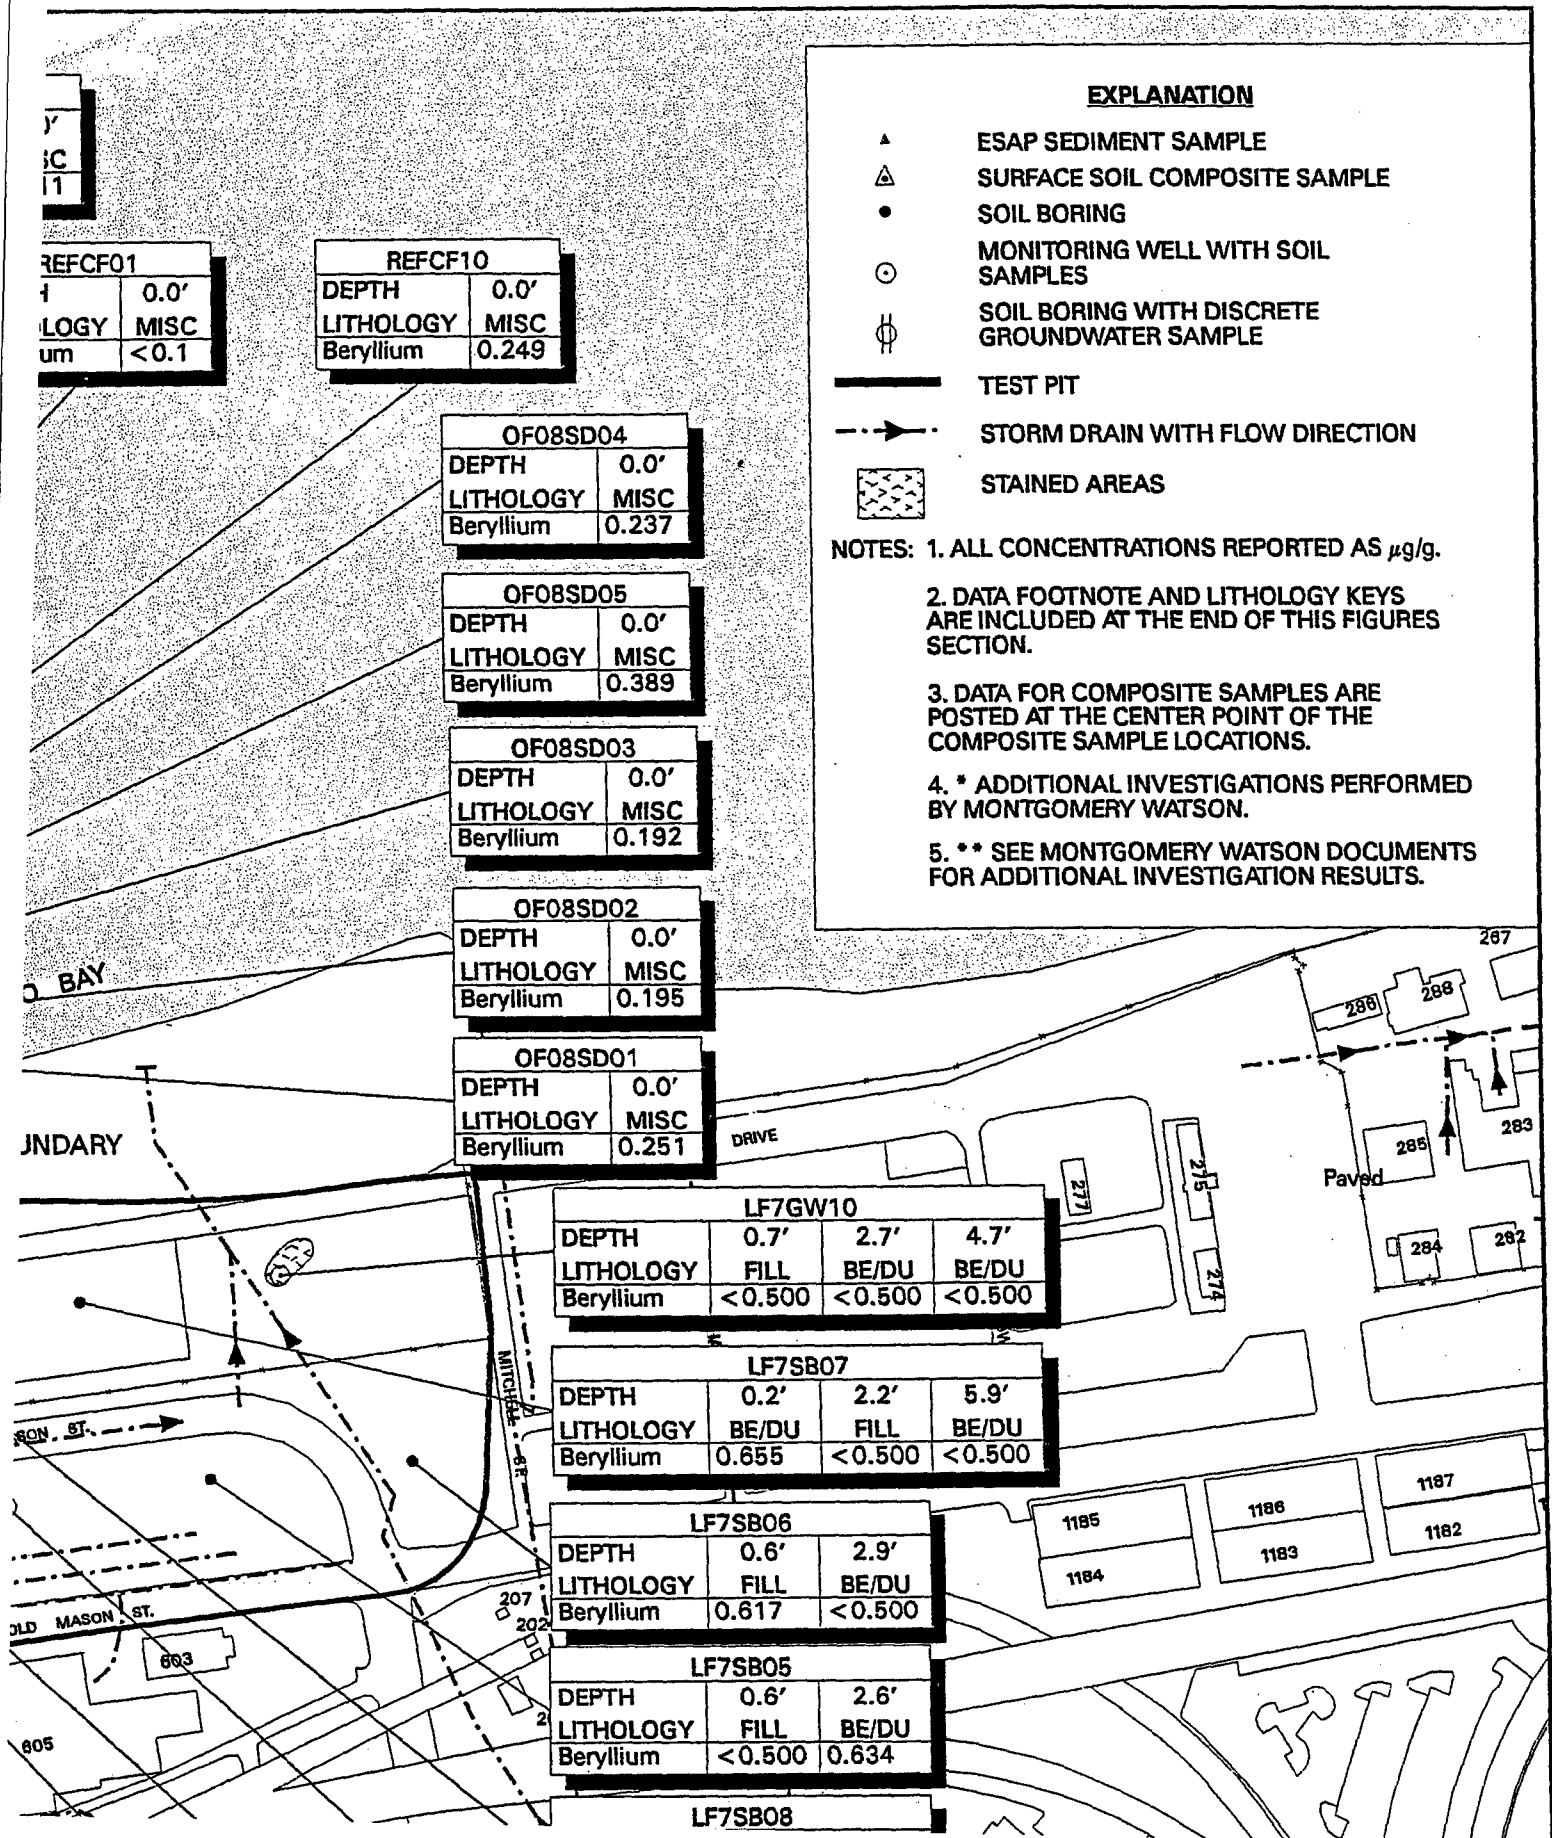 EXPLANATION
ESAP SEDIMENT SAMPLE
SURFACE SOIL COMPOSITE SAMPLE
SOIL BORING
MONITORING WELL WITH SOIL
SAMPLES
SOIL BORING WITH DISCRETE
GROUNDWATER SAMPLE
TEST PIT
STORM DRAIN WITH FLOW DIRECTION
STAINED AREAS
NOTES: 1. ALL CONCENTRATIONS REPORTED AS µg/g.
2. DATA FOOTNOTE AND LITHOLOGY KEYS
ARE INCLUDED AT THE END OF THIS FIGURES
SECTION.
3. DATA FOR COMPOSITE SAMPLES ARE
POSTED AT THE CENTER POINT OF THE
COMPOSITE SAMPLE LOCATIONS.
4. * ADDITIONAL INVESTIGATIONS PERFORMED
BY MONTGOMERY WATSON.
5. ** SEE MONTGOMERY WATSON DOCUMENTS
FOR ADDITIONAL INVESTIGATION RESULTS.
REFCF01
0.0′
LOGY MISC
um <0.1
REFCF10
DEPTH 0.0′
LITHOLOGY MISC
Beryllium 0.249
OF08SD04
DEPTH 0.0′
LITHOLOGY MISC
Beryllium 0.237
OF08SD05
DEPTH 0.0′
LITHOLOGY MISC
Beryllium 0.389
OF08SD03
DEPTH 0.0′
LITHOLOGY MISC
Beryllium 0.192
OF08SD02
DEPTH 0.0′
LITHOLOGY MISC
Beryllium 0.195
OF08SD01
DEPTH 0.0′
LITHOLOGY MISC
Beryllium 0.251
LF7GW10
DEPTH 0.7′ 2.7′ 4.7′
LITHOLOGY FILL BE/DU BE/DU
Beryllium <0.500 <0.500 <0.500
LF7SB07
DEPTH 0.2′ 2.2′ 5.9′
LITHOLOGY BE/DU FILL BE/DU
Beryllium 0.655 <0.500 <0.500
LF7SB06
DEPTH 0.6′ 2.9′
LITHOLOGY FILL BE/DU
Beryllium 0.617 <0.500
LF7SB05
DEPTH 0.6′ 2.6′
LITHOLOGY FILL BE/DU
Beryllium <0.500 0.634
LF7SB08
O BAY
UNDARY
DRIVE
MITCHELL ST.
SON ST.
OLD MASON ST.
Paved
267
286
288
283
285
284
282
277
275
274
1185
1184
1186
1183
1187
1182
207
202
603
605